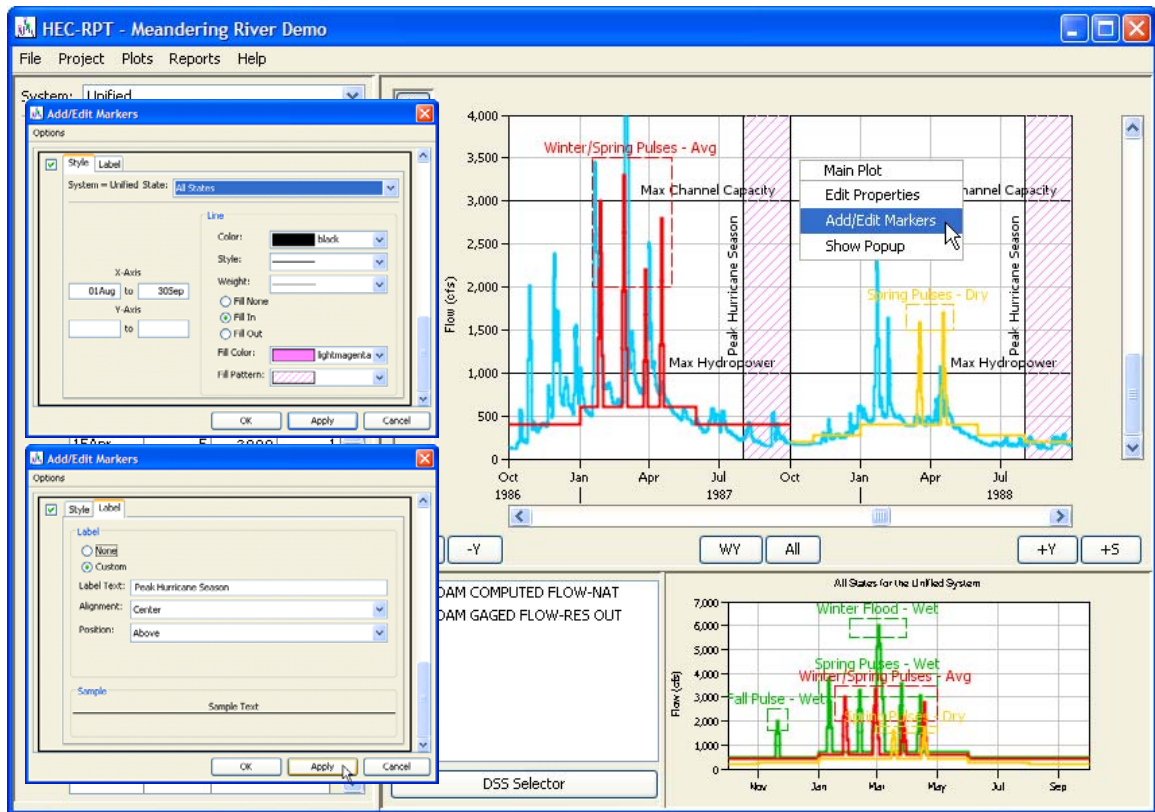 HEC-RPT - Meandering River Demo
File Project Plots Reports Help
System: Unified
Add/Edit Markers
Options
Style Label
System = Unified State: All States
Line
Color: black
Style:
Weight:
X-Axis
01Aug to 30Sep
Fill None
Y-Axis
Fill In
to
Fill Out
Fill Color: lightmagenta
Fill Pattern:
OK Apply Cancel
Add/Edit Markers
Options
Style Label
Label
None
Custom
Label Text: Peak Hurricane Season
Alignment: Center
Position: Above
Sample
Sample Text
OK Apply Cancel
4,000
3,500
3,000
2,500
2,000
1,500
1,000
500
0
Flow (cfs)
Winter/Spring Pulses - Avg
Max Channel Capacity
Peak Hurricane Season
Max Hydropower
Main Plot
Edit Properties
Add/Edit Markers
Show Popup
Spring Pulses - Dry
Peak Hurricane Season
Max Hydropower
Oct Jan Apr Jul Oct Jan Apr Jul
1986 1987 1988
-Y WY All +Y +S
DAM COMPUTED FLOW-NAT
DAM GAGED FLOW-RES OUT
DSS Selector
All States for the Unified System
7,000
6,000
5,000
4,000
3,000
2,000
1,000
0
Flow (cfs)
Winter Flood - Wet
Spring Pulses - Wet
Winter/Spring Pulses - Avg
Fall Pulse - Wet
Spring Pulses - Dry
Nov Jan Mar May Jul Sep